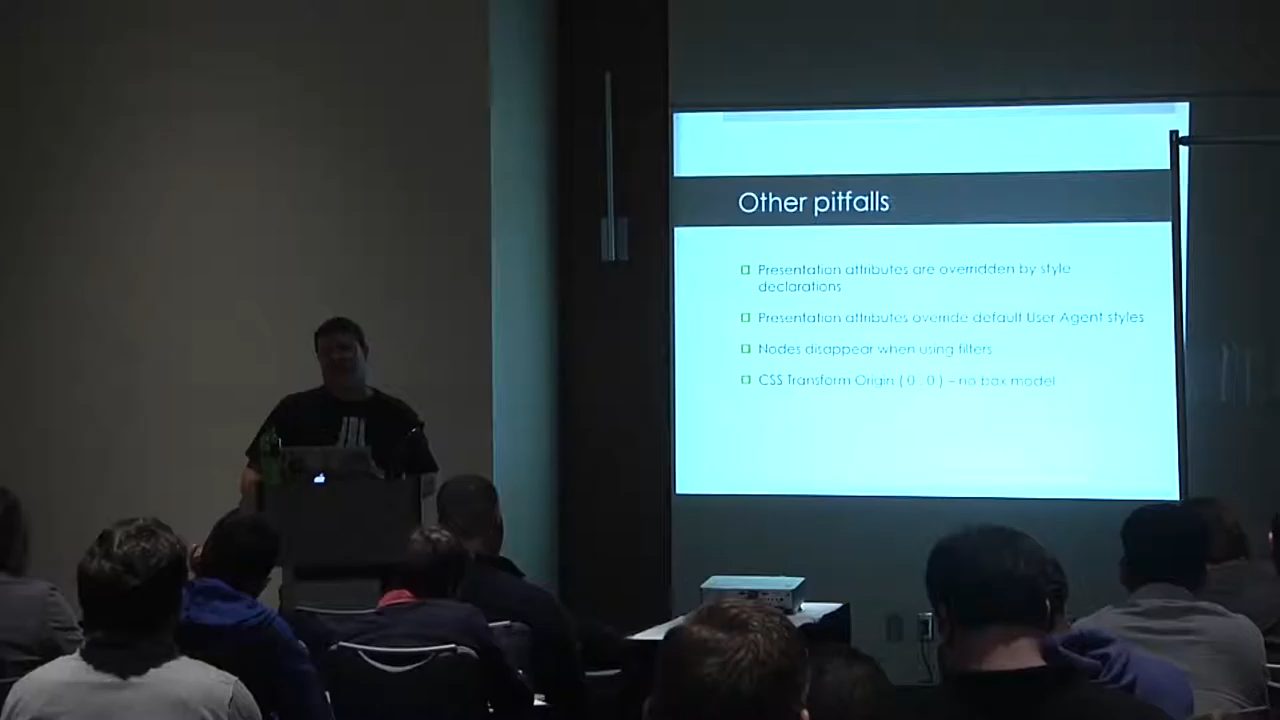 Other pitfalls
Presentation attributes are overridden by style
declarations
Presentation attributes override default User Agent styles
Nodes disappear when using filters
CSS Transform Origin ( 0 , 0 ) – no box model